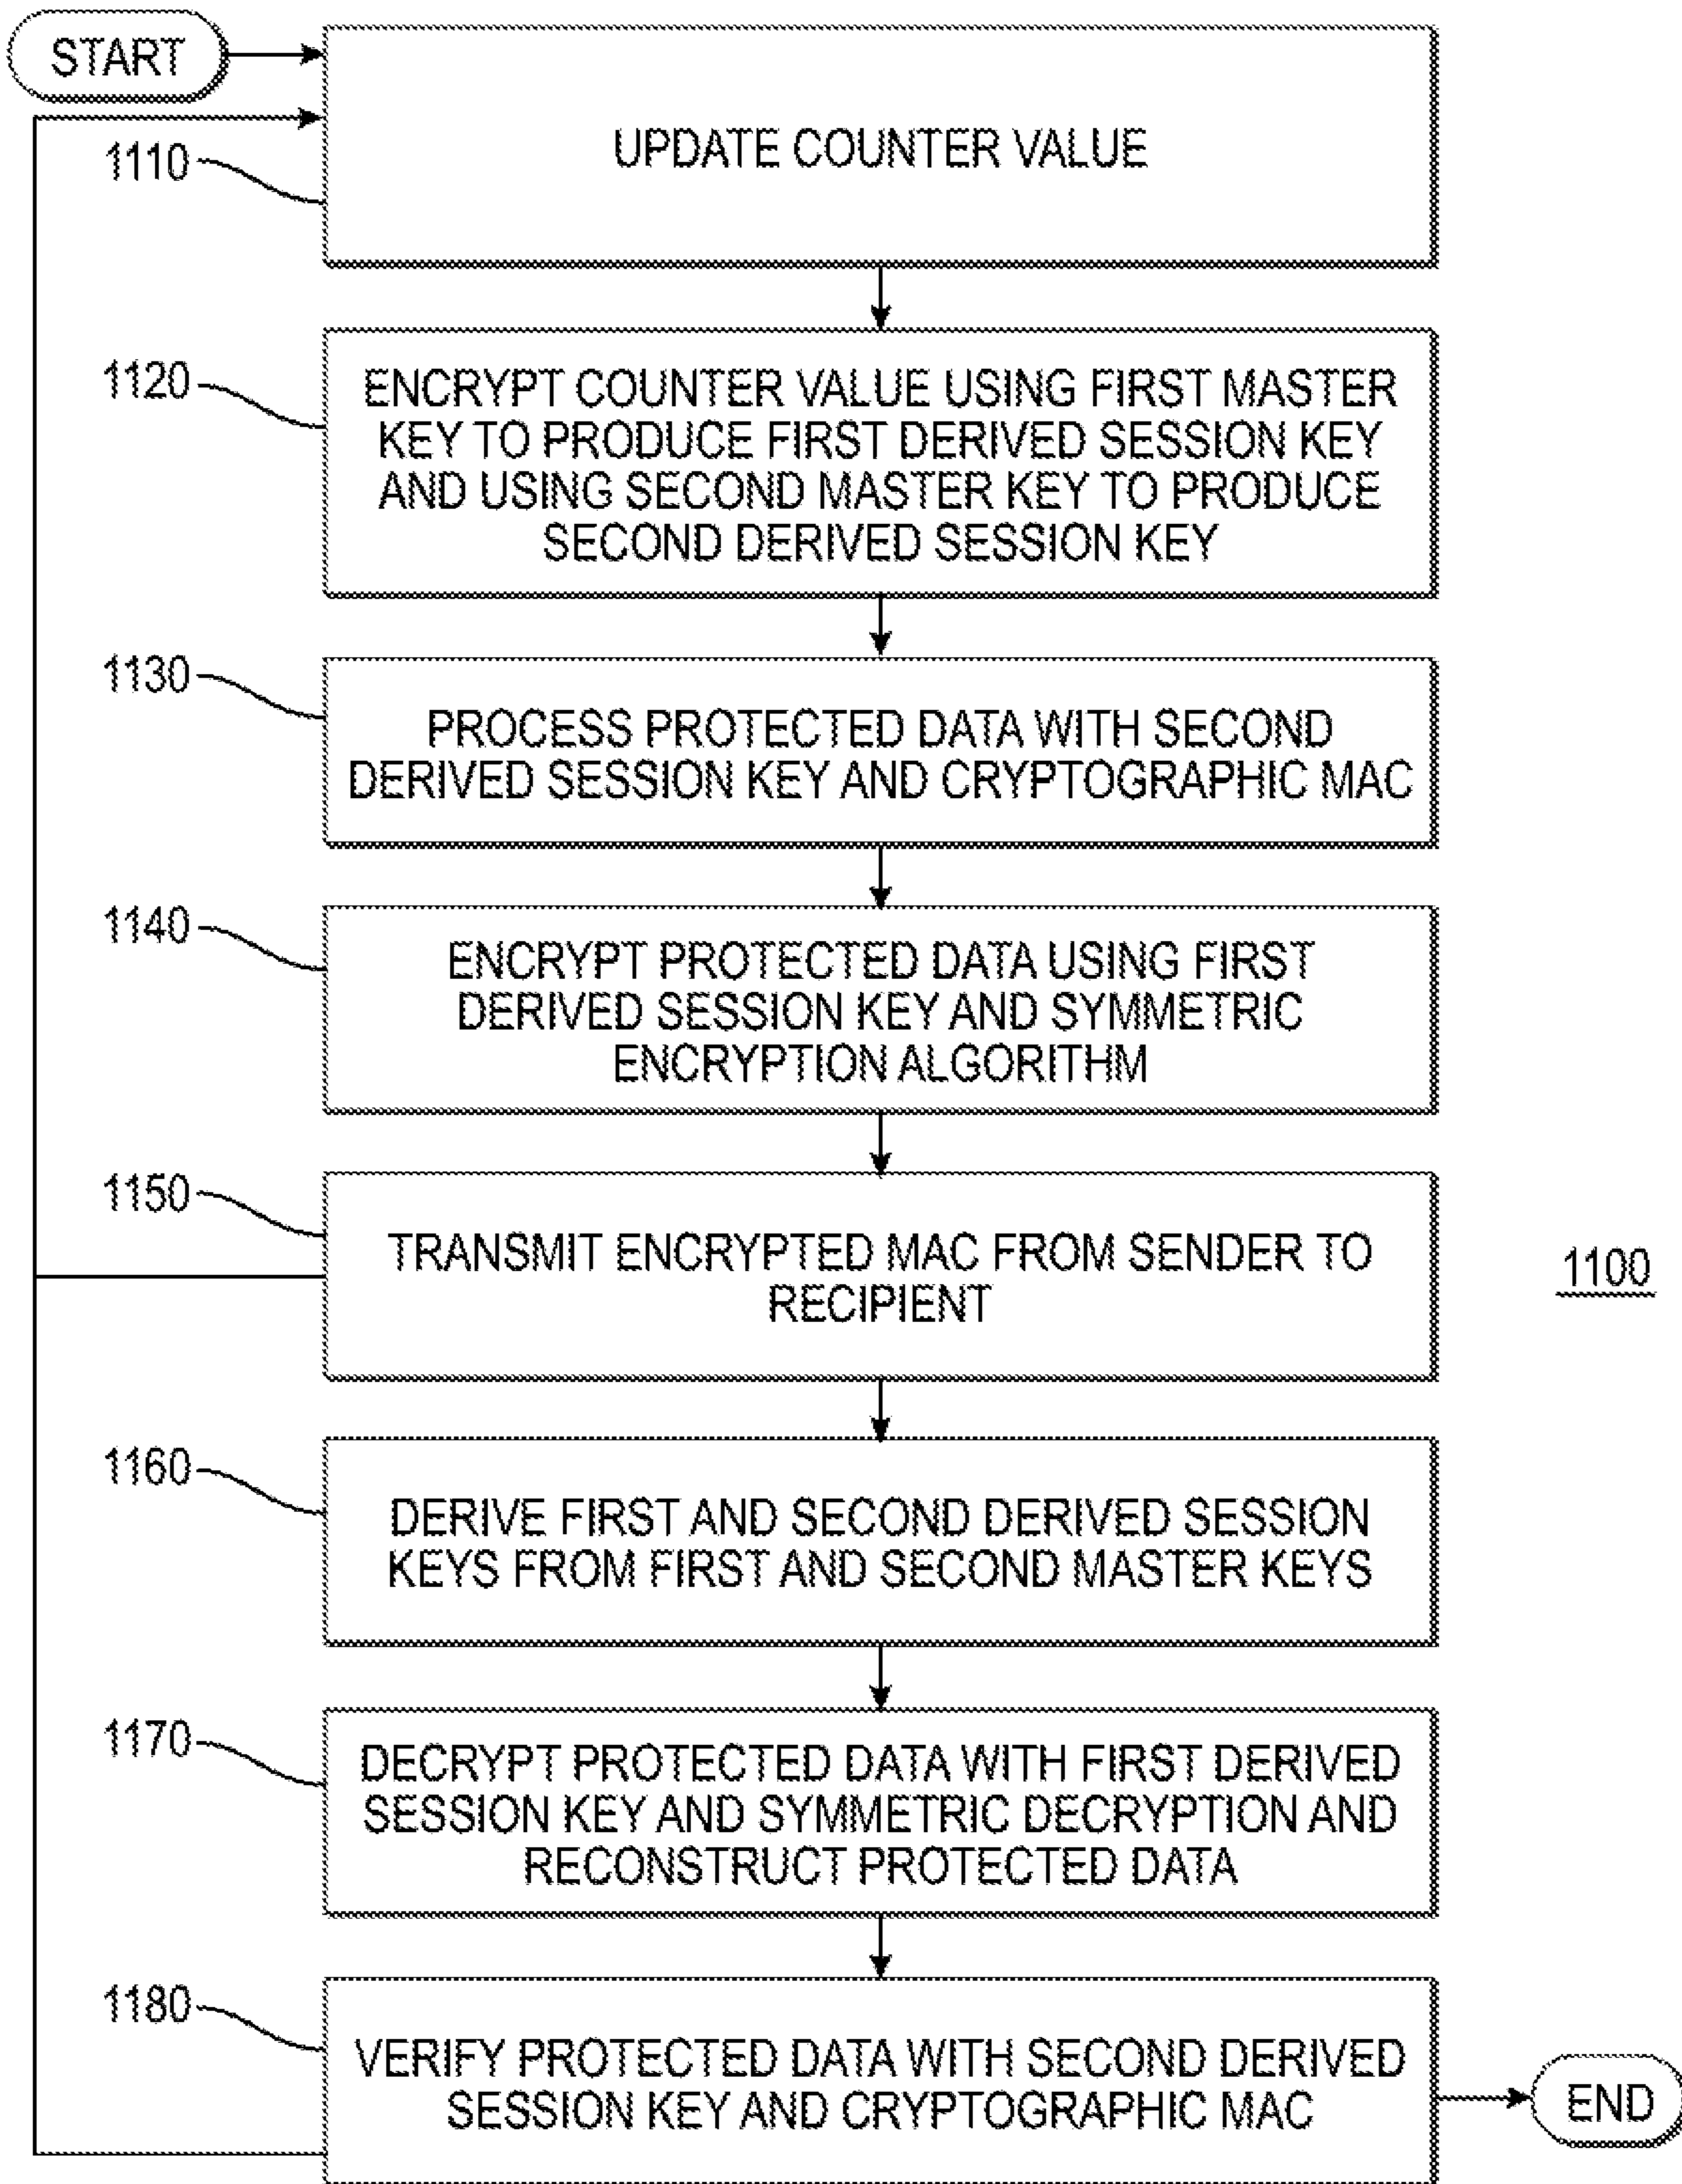 START
UPDATE COUNTER VALUE
1110
1120
ENCRYPT COUNTER VALUE USING FIRST MASTER
KEY TO PRODUCE FIRST DERIVED SESSION KEY
AND USING SECOND MASTER KEY TO PRODUCE
SECOND DERIVED SESSION KEY
1130
PROCESS PROTECTED DATA WITH SECOND
DERIVED SESSION KEY AND CRYPTOGRAPHIC MAC
1140
ENCRYPT PROTECTED DATA USING FIRST
DERIVED SESSION KEY AND SYMMETRIC
ENCRYPTION ALGORITHM
1150
TRANSMIT ENCRYPTED MAC FROM SENDER TO
RECIPIENT
1100
1160
DERIVE FIRST AND SECOND DERIVED SESSION
KEYS FROM FIRST AND SECOND MASTER KEYS
1170
DECRYPT PROTECTED DATA WITH FIRST DERIVED
SESSION KEY AND SYMMETRIC DECRYPTION AND
RECONSTRUCT PROTECTED DATA
1180
VERIFY PROTECTED DATA WITH SECOND DERIVED
SESSION KEY AND CRYPTOGRAPHIC MAC
END